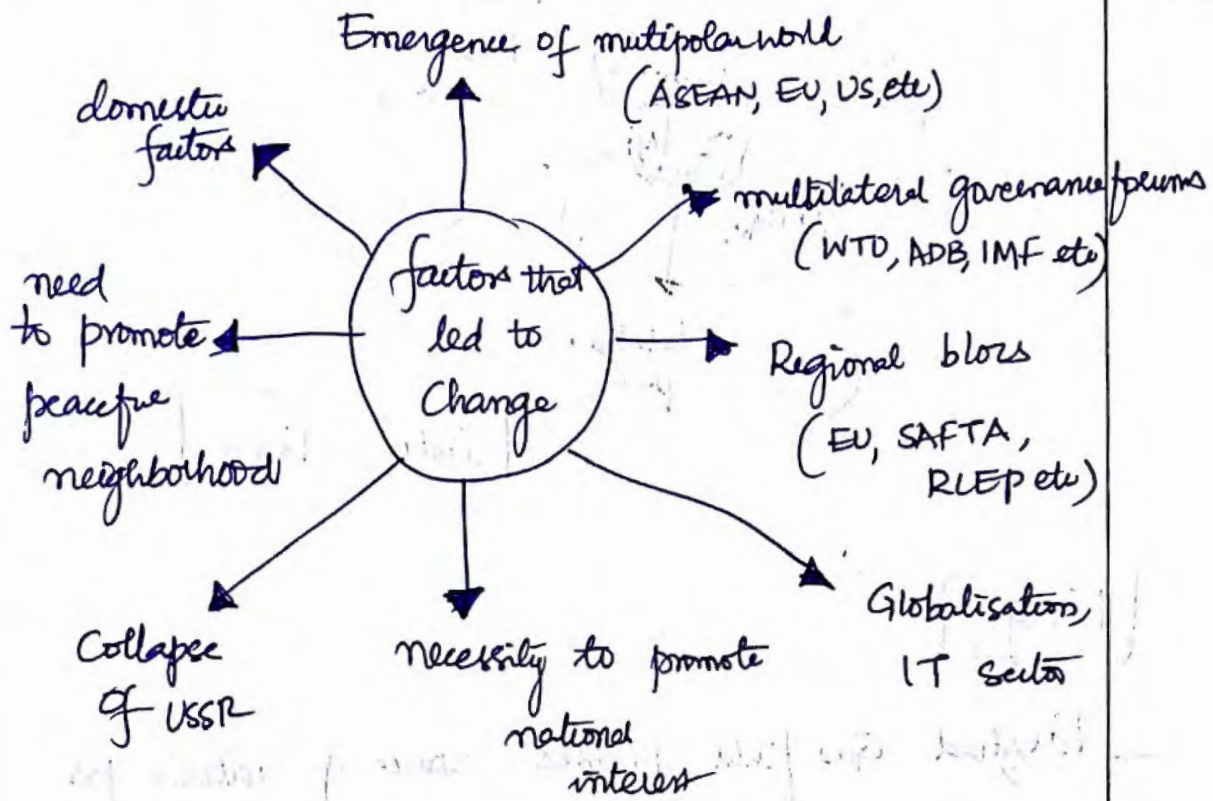 Emergence of mutipolar world
(ASEAN, EU, US, etc)
domestic
factors
multilateral governance forums
(WTO, ADB, IMF etc)
need
to promote
peaceful
neighborhood
factors that
led to
Change
Regional blocs
(EU, SAFTA,
RCEP etc)
Collapse
of USSR
necessity to promote
national
interest
Globalisation,
IT sector